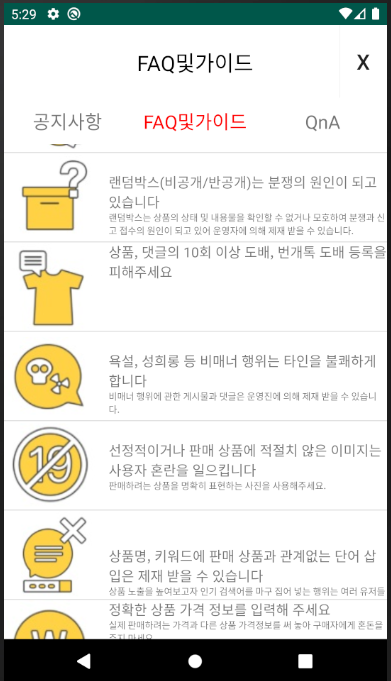 5:29
FAQ및가이드
X
공지사항
FAQ및가이드
QnA
?
랜덤박스(비공개/반공개)는 분쟁의 원인이 되고
있습니다
랜덤박스는 상품의 상태 및 내용물을 확인할 수 없거나 모호하여 분쟁과 신
고 접수의 원인이 되고 있어 운영자에 의해 제재 받을 수 있습니다.
상품, 댓글의 10회 이상 도배, 번개톡 도배 등록을
피해주세요
욕설, 성희롱 등 비매너 행위는 타인을 불쾌하게
합니다
비매너 행위에 관한 게시물과 댓글은 운영진에 의해 제재 받을 수 있습니
다.
19
선정적이거나 판매 상품에 적절치 않은 이미지는
사용자 혼란을 일으킵니다
판매하려는 상품을 명확히 표현하는 사진을 사용해주세요.
상품명, 키워드에 판매 상품과 관계없는 단어 삽
입은 제재 받을 수 있습니다
상품 노출을 높여보고자 인기 검색어를 마구 집어 넣는 행위는 여러 유저들
정확한 상품 가격 정보를 입력해 주세요
실제 판매하려는 가격과 다른 상품 가격정보를 써 놓아 구매자에게 혼돈을
주지 마세요
W